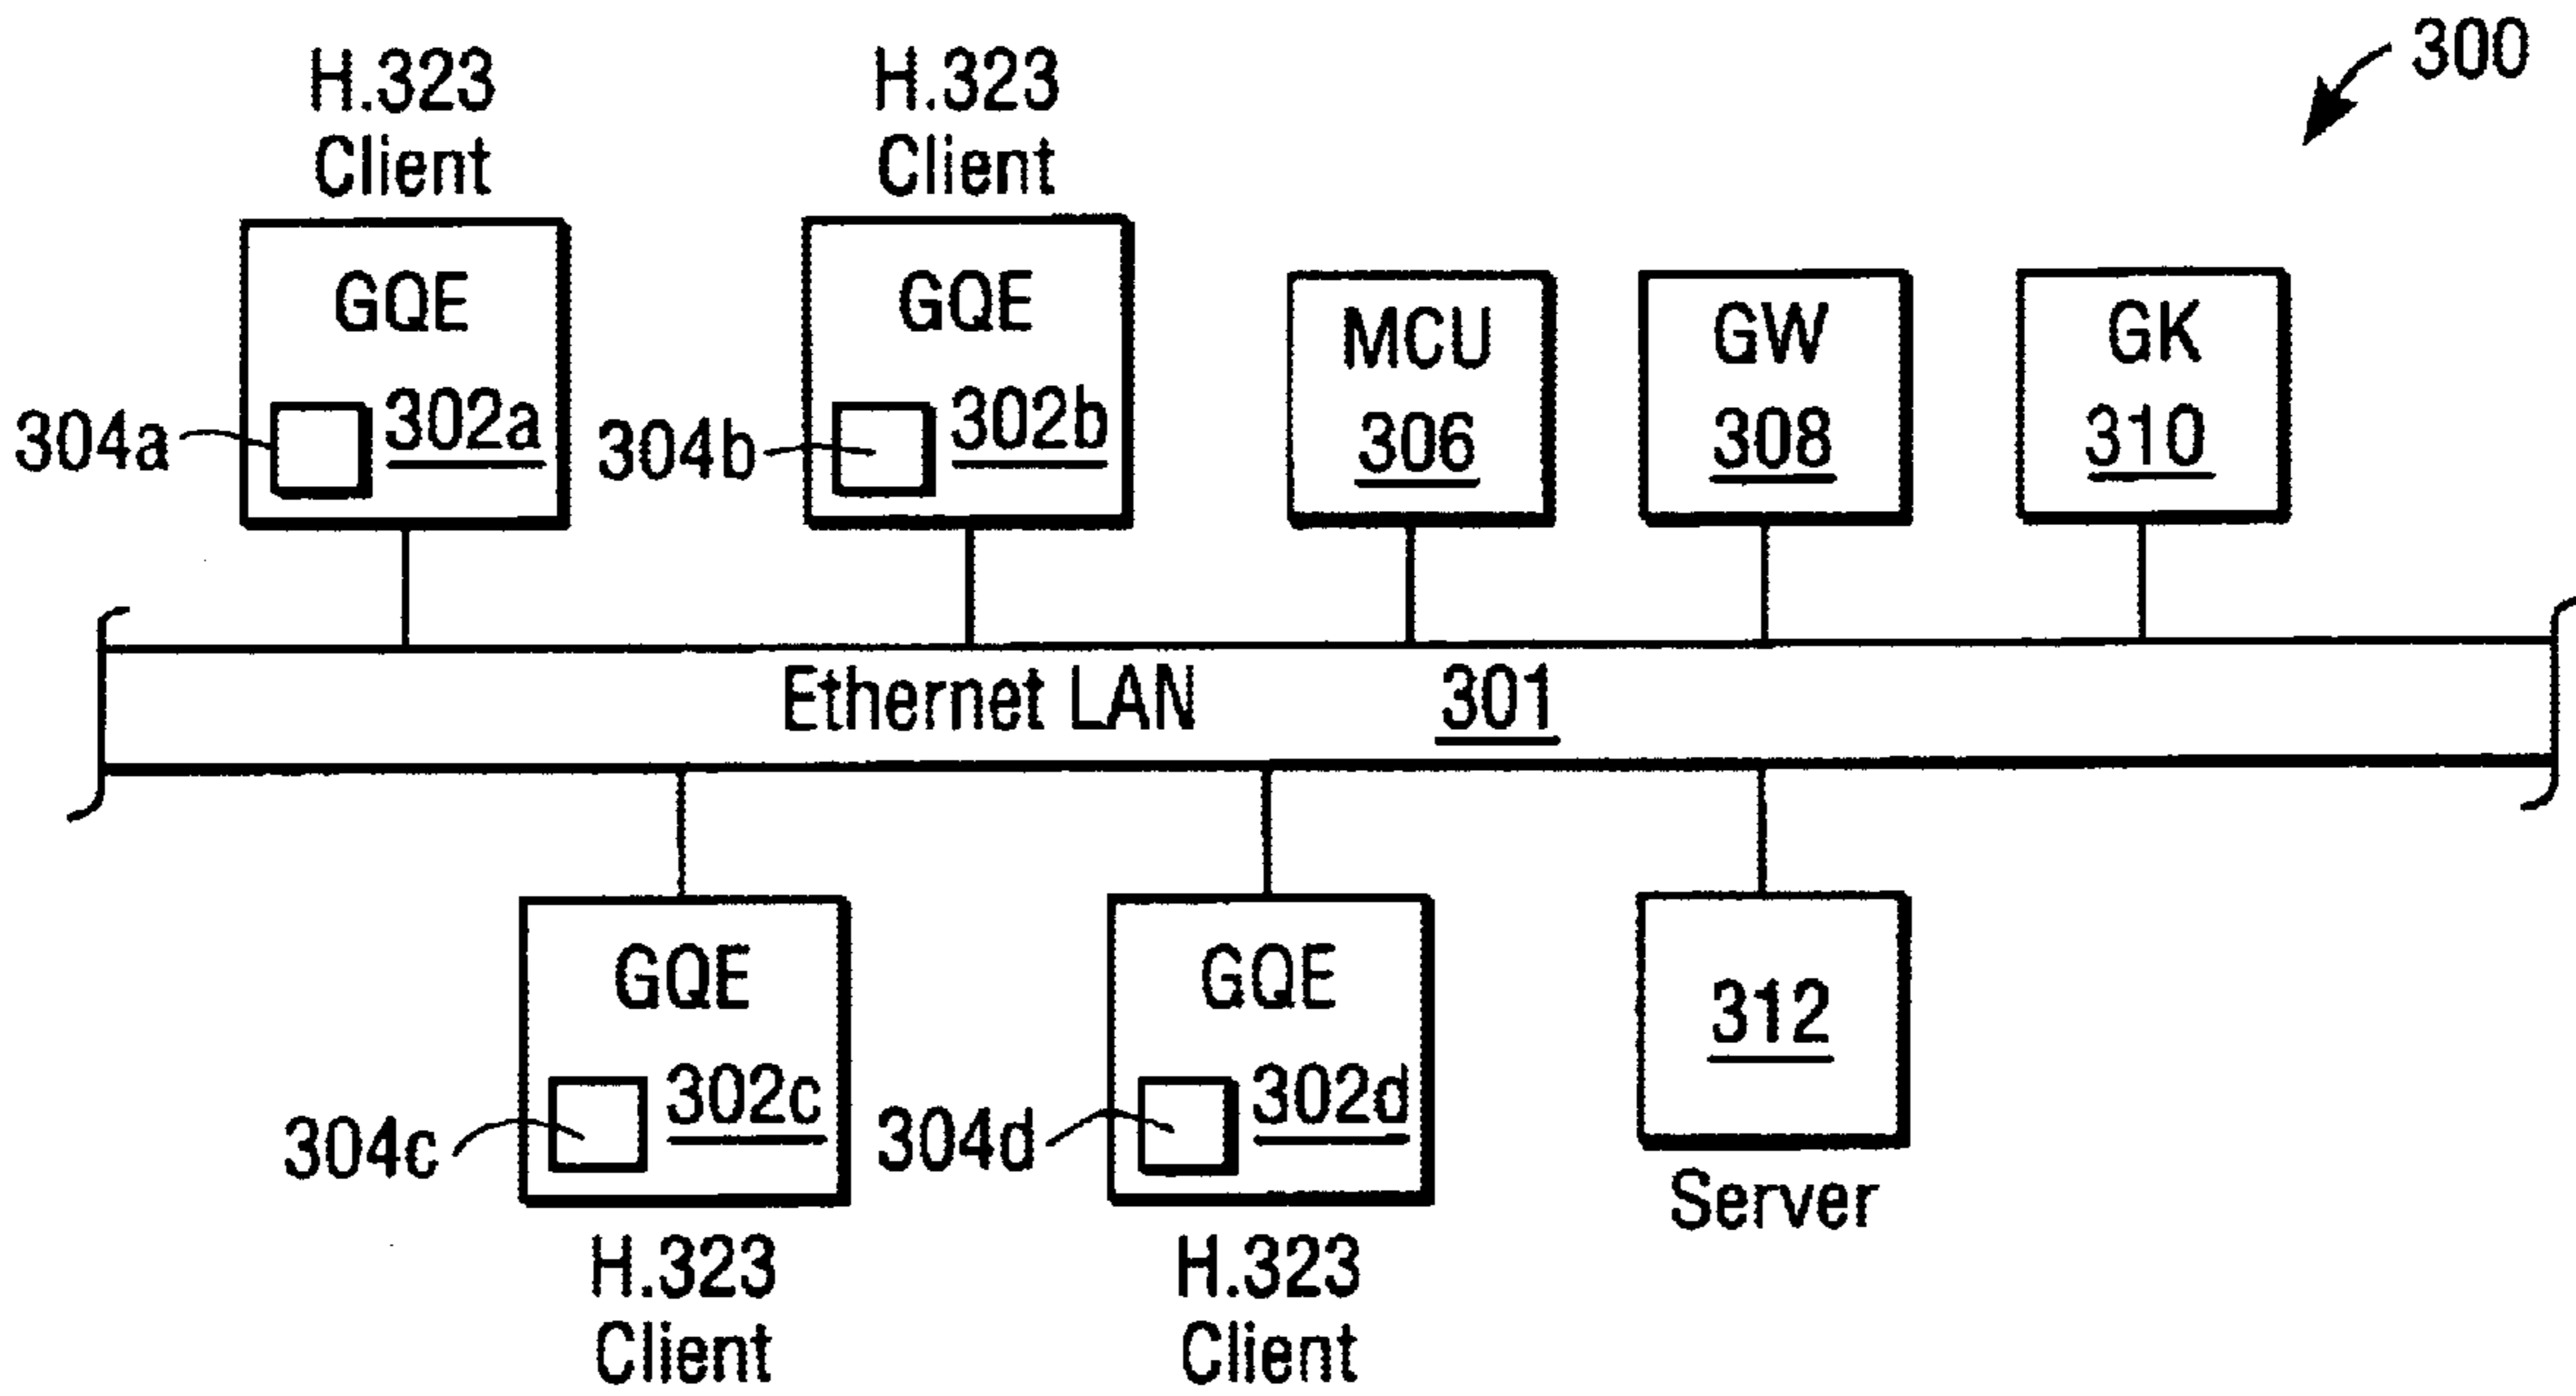 300
H.323
Client
H.323
Client
GQE
302a
304a
GQE
302b
304b
MCU
306
GW
308
GK
310
Ethernet LAN 301
GQE
302c
304c
H.323
Client
GQE
302d
304d
H.323
Client
312
Server